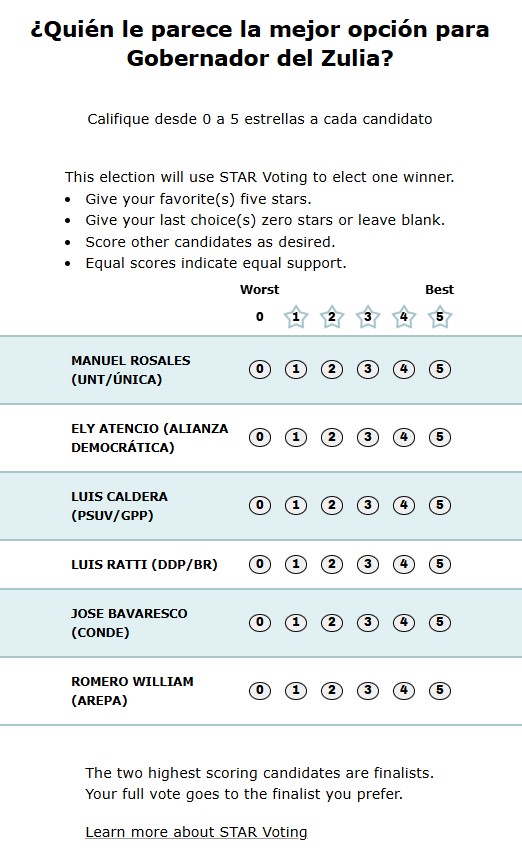 ¿Quién le parece la mejor opción para
Gobernador del Zulia?
Califique desde 0 a 5 estrellas a cada candidato
This election will use STAR Voting to elect one winner.
• Give your favorite(s) five stars.
• Give your last choice(s) zero stars or leave blank.
• Score other candidates as desired.
• Equal scores indicate equal support.
Worst Best
0 1 2 3 4 5
MANUEL ROSALES
(UNT/ÚNICA) 0 1 2 3 4 5
ELY ATENCIO (ALIANZA
DEMOCRÁTICA) 0 1 2 3 4 5
LUIS CALDERA
(PSUV/GPP) 0 1 2 3 4 5
LUIS RATTI (DDP/BR) 0 1 2 3 4 5
JOSE BAVARESCO
(CONDE) 0 1 2 3 4 5
ROMERO WILLIAM
(AREPA) 0 1 2 3 4 5
The two highest scoring candidates are finalists.
Your full vote goes to the finalist you prefer.
Learn more about STAR Voting